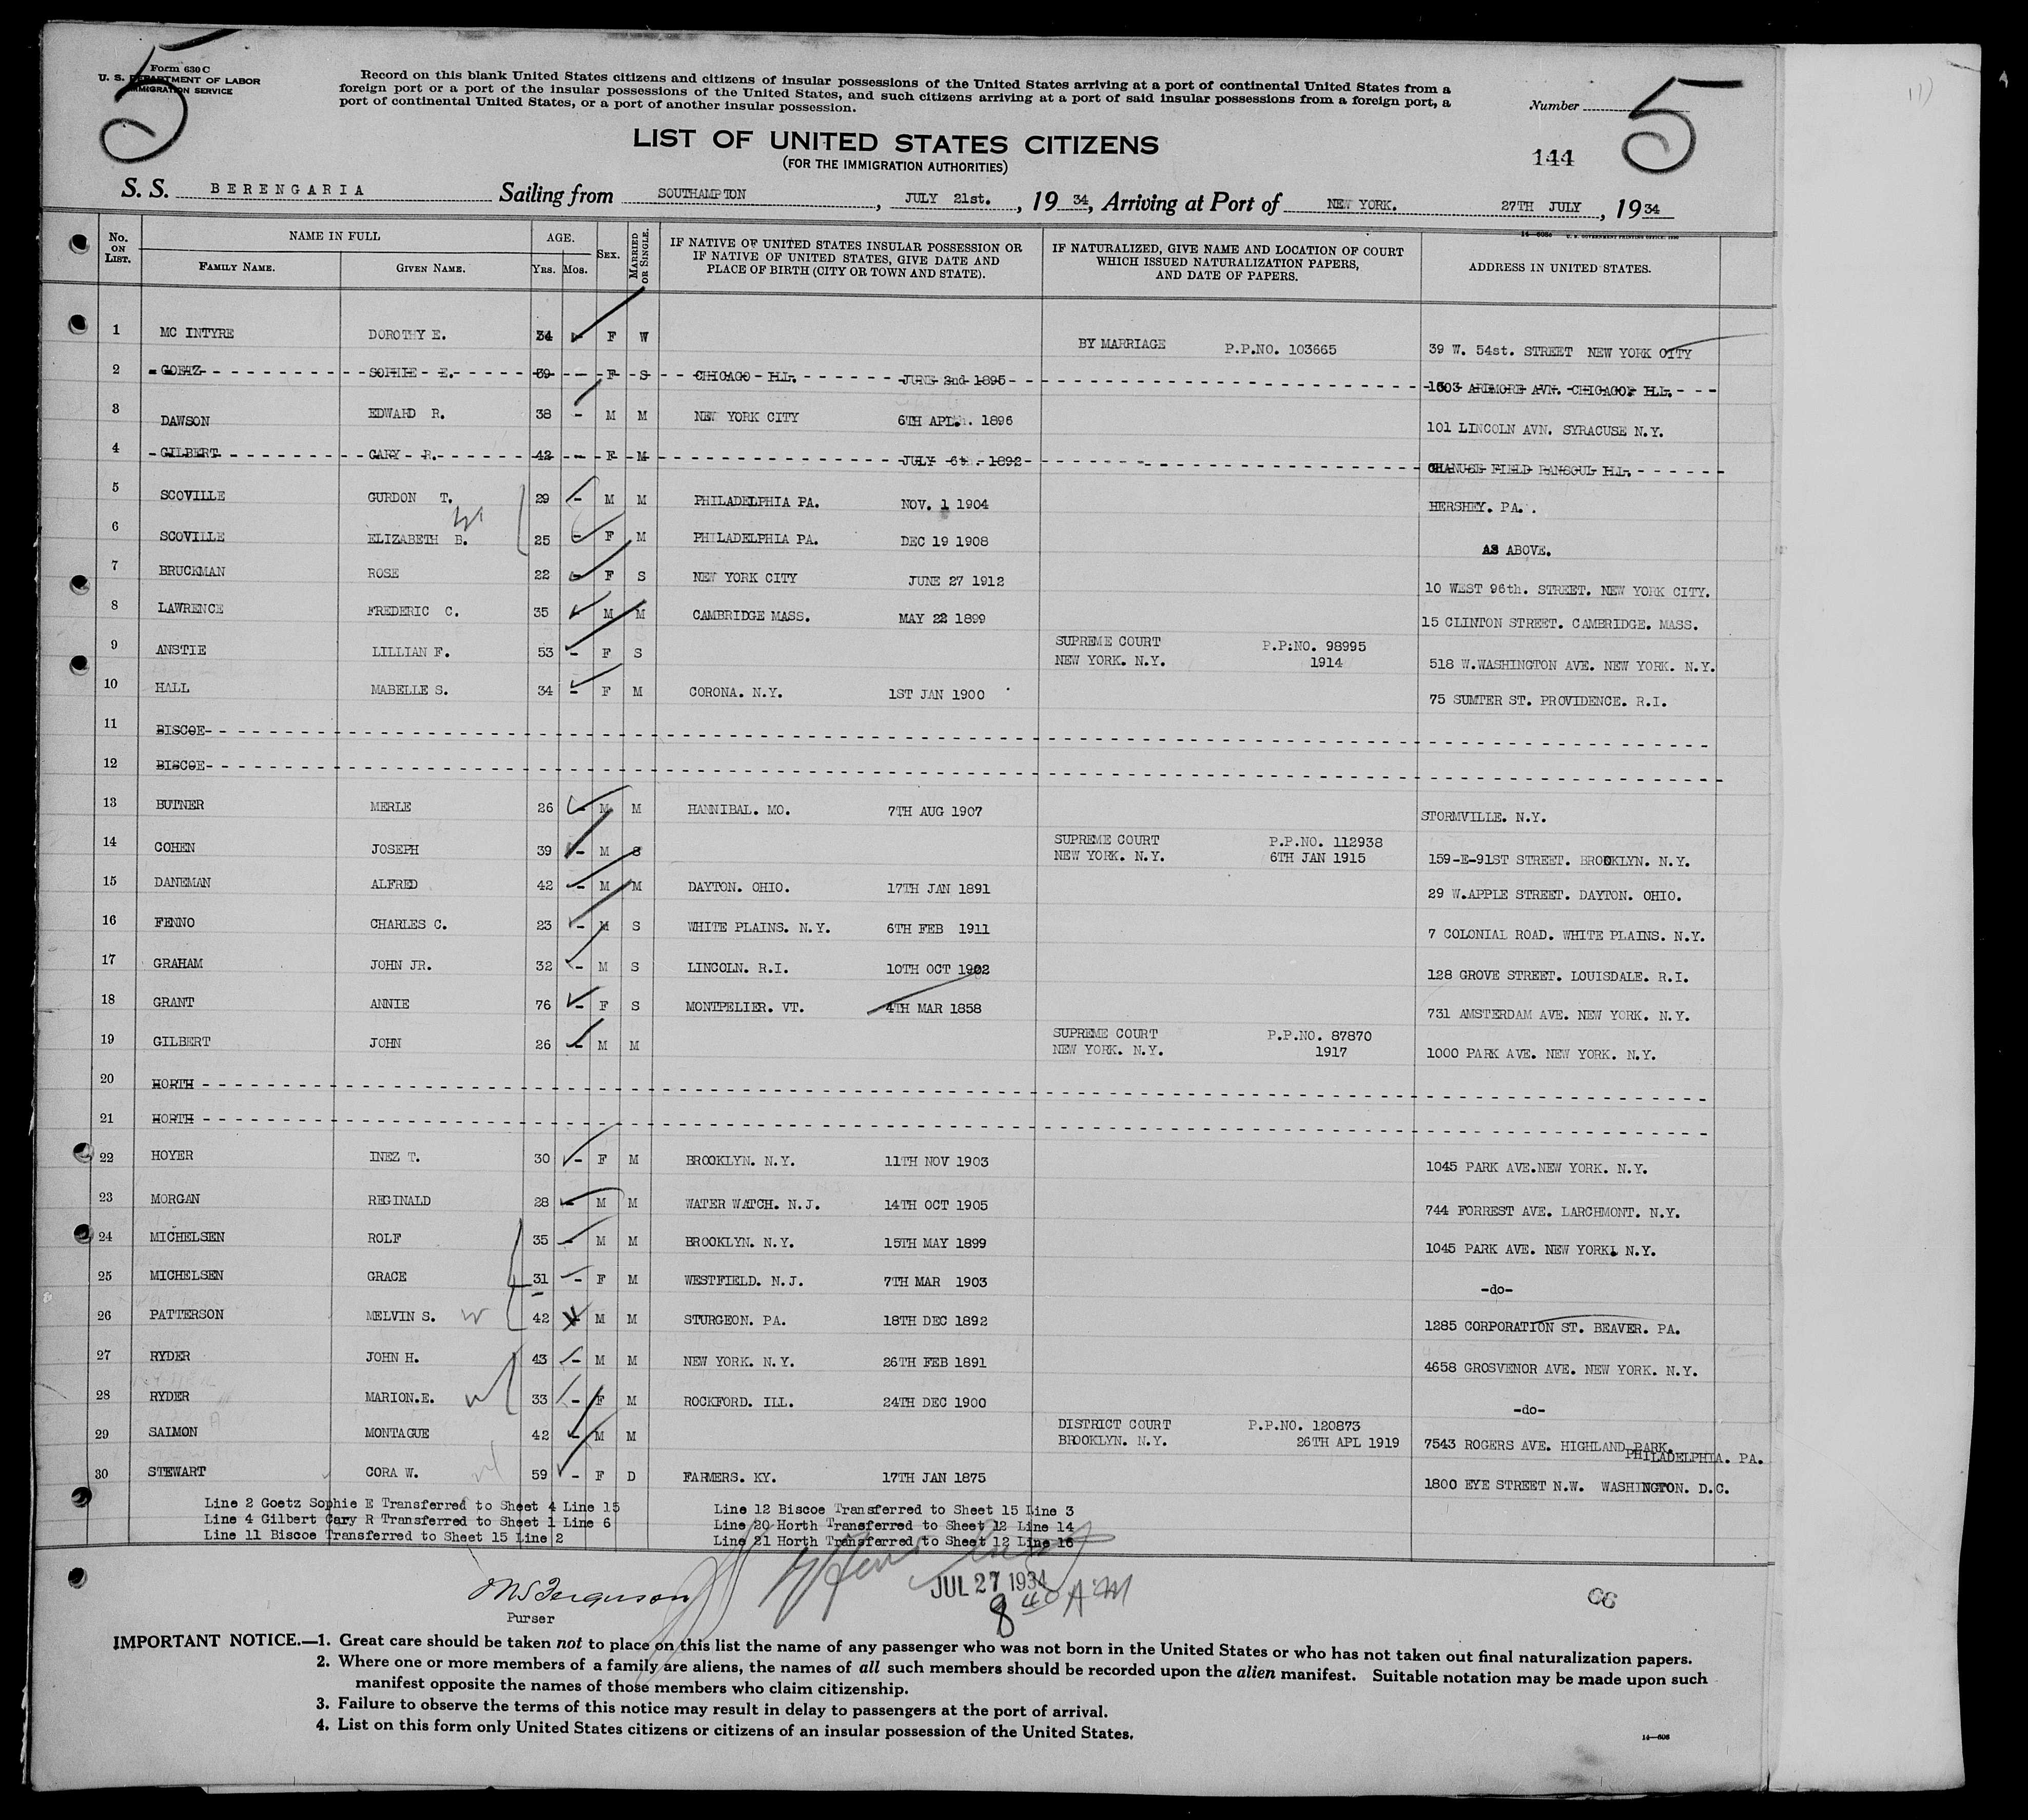 5
Form 630 C
U. S. DEPARTMENT OF LABOR
IMMIGRATION SERVICE
Record on this blank United States citizens and citizens of insular possessions of the United States arriving at a port of continental United States from a
foreign port or a port of the insular possessions of the United States, and such citizens arriving at a port of said insular possessions from a foreign port, a
port of continental United States, or a port of another insular possession.
Number
5
LIST OF UNITED STATES CITIZENS
(FOR THE IMMIGRATION AUTHORITIES)
144
S. S. BERENGARIA Sailing from SOUTHAMPTON, JULY 21st., 19 34, Arriving at Port of NEW YORK. 27TH JULY, 19 34
14—606c U. S. GOVERNMENT PRINTING OFFICE: 1930
No. ON LIST. NAME IN FULL FAMILY NAME. GIVEN NAME. AGE. Yrs. Mos. SEX. MARRIED OR SINGLE. IF NATIVE OF UNITED STATES INSULAR POSSESSION OR IF NATIVE OF UNITED STATES, GIVE DATE AND PLACE OF BIRTH (CITY OR TOWN AND STATE). IF NATURALIZED, GIVE NAME AND LOCATION OF COURT WHICH ISSUED NATURALIZATION PAPERS, AND DATE OF PAPERS. ADDRESS IN UNITED STATES.
1 MC INTYRE DOROTHY E. 34 - F W BY MARRIAGE P.P.NO. 103665 39 W. 54st. STREET NEW YORK CITY
2 GOETZ SOPHIE E. 39 - F S CHICAGO ILL. JUNE 2nd 1895 1503 ARDMORE AVN. CHICAGO. ILL.
3 DAWSON EDWARD R. 38 - M M NEW YORK CITY 6TH APL. 1896 101 LINCOLN AVN. SYRACUSE N.Y.
4 GILBERT CARY R. 42 - F M JULY 6th. 1892 CHANUSE FIELD RANSOUL ILL.
5 SCOVILLE GURDON T. 29 - M M PHILADELPHIA PA. NOV. 1 1904 HERSHEY. PA.
6 SCOVILLE ELIZABETH B. 25 - F M PHILADELPHIA PA. DEC 19 1908 AS ABOVE.
7 BRUCKMAN ROSE 22 - F S NEW YORK CITY JUNE 27 1912 10 WEST 96th. STREET. NEW YORK CITY.
8 LAWRENCE FREDERIC C. 35 M M CAMBRIDGE MASS. MAY 22 1899 15 CLINTON STREET. CAMBRIDGE. MASS.
9 ANSTIE LILLIAN F. 53 - F S SUPREME COURT P.P:NO. 98995 NEW YORK. N.Y. 1914 518 W.WASHINGTON AVE. NEW YORK. N.Y.
10 HALL MABELLE S. 34 - F M CORONA. N.Y. 1ST JAN 1900 75 SUMTER ST. PROVIDENCE. R.I.
11 BISCOE
12 BISCOE
13 BUTNER MERLE 26 - M M HANNIBAL. MO. 7TH AUG 1907 STORMVILLE. N.Y.
14 COHEN JOSEPH 39 - M S SUPREME COURT P.P.NO. 112938 NEW YORK. N.Y. 6TH JAN 1915 159-E-91ST STREET. BROOKLYN. N.Y.
15 DANEMAN ALFRED 42 - M M DAYTON. OHIO. 17TH JAN 1891 29 W.APPLE STREET. DAYTON. OHIO.
16 FENNO CHARLES C. 23 - M S WHITE PLAINS. N.Y. 6TH FEB 1911 7 COLONIAL ROAD. WHITE PLAINS. N.Y.
17 GRAHAM JOHN JR. 32 - M S LINCOLN. R.I. 10TH OCT 1902 128 GROVE STREET. LOUISDALE. R.I.
18 GRANT ANNIE 76 - F S MONTPELIER. VT. 4TH MAR 1858 731 AMSTERDAM AVE. NEW YORK. N.Y.
19 GILBERT JOHN 26 - M M SUPREME COURT P.P.NO. 87870 NEW YORK. N.Y. 1917 1000 PARK AVE. NEW YORK. N.Y.
20 HORTH
21 HORTH
22 HOYER INEZ T. 30 - F M BROOKLYN. N.Y. 11TH NOV 1903 1045 PARK AVE.NEW YORK. N.Y.
23 MORGAN REGINALD 28 - M M WATER WATCH. N.J. 14TH OCT 1905 744 FORREST AVE. LARCHMONT. N.Y.
24 MICHELSEN ROLF 35 - M M BROOKLYN. N.Y. 15TH MAY 1899 1045 PARK AVE. NEW YORK. N.Y.
25 MICHELSEN GRACE 31 - F M WESTFIELD. N.J. 7TH MAR 1903 -do-
26 PATTERSON MELVIN S. 42 M M STURGEON. PA. 18TH DEC 1892 1285 CORPORATION ST. BEAVER. PA.
27 RYDER JOHN H. 43 - M M NEW YORK. N.Y. 26TH FEB 1891 4658 GROSVENOR AVE. NEW YORK. N.Y.
28 RYDER MARION.E. 33 - F M ROCKFORD. ILL. 24TH DEC 1900 -do-
29 SAIMON MONTAGUE 42 - M M DISTRICT COURT P.P.NO. 120873 BROOKLYN. N.Y. 26TH APL 1919 7543 ROGERS AVE. HIGHLAND PARK. PHILADELPHIA. PA.
30 STEWART CORA W. 59 - F D FARMERS. KY. 17TH JAN 1875 1800 EYE STREET N.W. WASHINGTON. D.C.
Line 2 Goetz Sophie E Transferred to Sheet 4 Line 15
Line 4 Gilbert Cary R Transferred to Sheet 1 Line 6
Line 11 Biscoe Transferred to Sheet 15 Line 2
Line 12 Biscoe Transferred to Sheet 15 Line 3
Line 20 Horth Transferred to Sheet 12 Line 14
Line 21 Horth Transferred to Sheet 12 Line 16
Ferguson
Purser
JUL 27 1934
8 40 AM
IMPORTANT NOTICE.—1. Great care should be taken not to place on this list the name of any passenger who was not born in the United States or who has not taken out final naturalization papers.
2. Where one or more members of a family are aliens, the names of all such members should be recorded upon the alien manifest. Suitable notation may be made upon such
manifest opposite the names of those members who claim citizenship.
3. Failure to observe the terms of this notice may result in delay to passengers at the port of arrival.
4. List on this form only United States citizens or citizens of an insular possession of the United States.
14—606